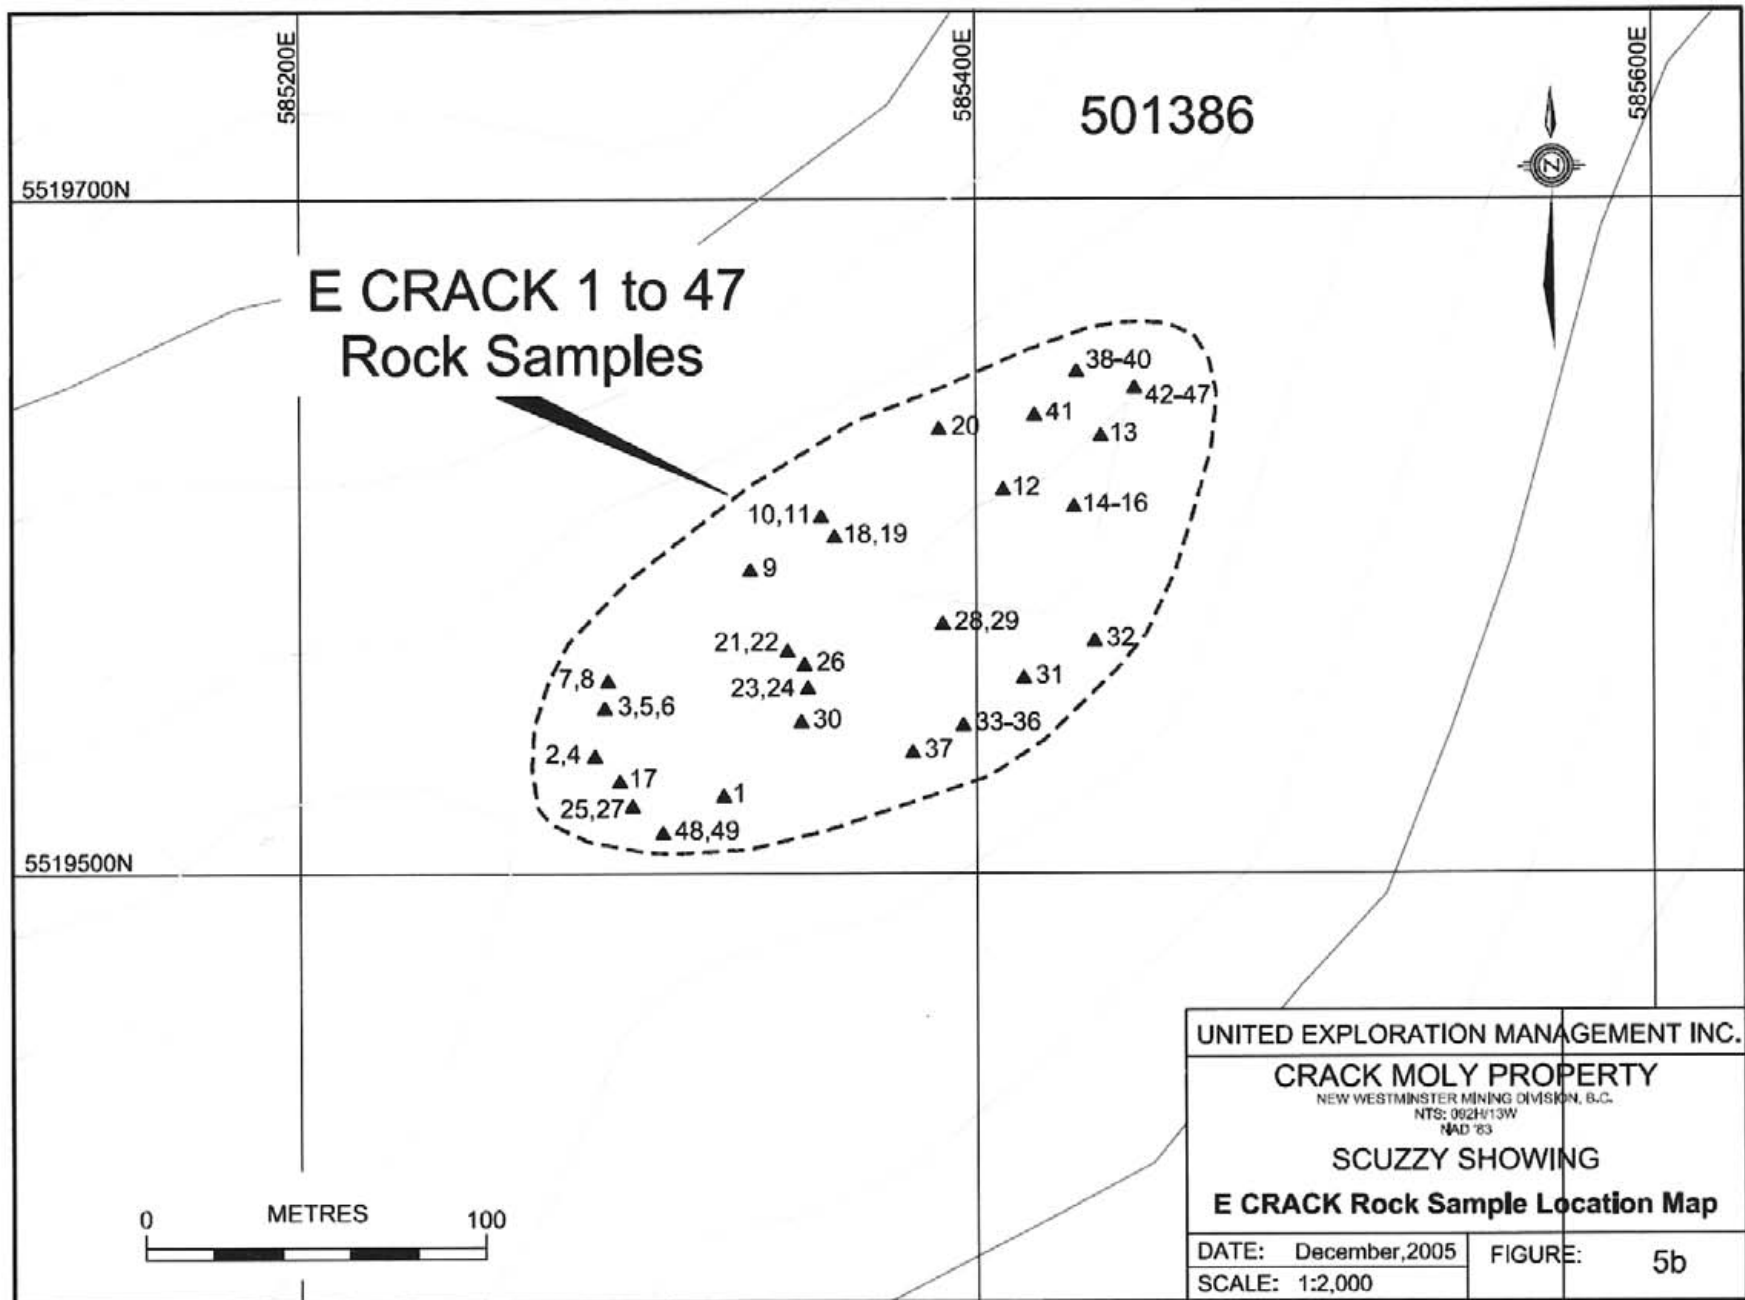 585200E
585400E
585600E
501386
5519700N
N
E CRACK 1 to 47
Rock Samples
38-40
42-47
41
20
13
12
14-16
10,11
18,19
9
28,29
32
21,22
26
31
7,8
23,24
3,5,6
30
33-36
37
2,4
17
1
25,27
48,49
5519500N
UNITED EXPLORATION MANAGEMENT INC.
CRACK MOLY PROPERTY
NEW WESTMINSTER MINING DIVISION, B.C.
NTS: 092H/13W
NAD '83
SCUZZY SHOWING
E CRACK Rock Sample Location Map
0 METRES 100
DATE: December,2005
FIGURE: 5b
SCALE: 1:2,000